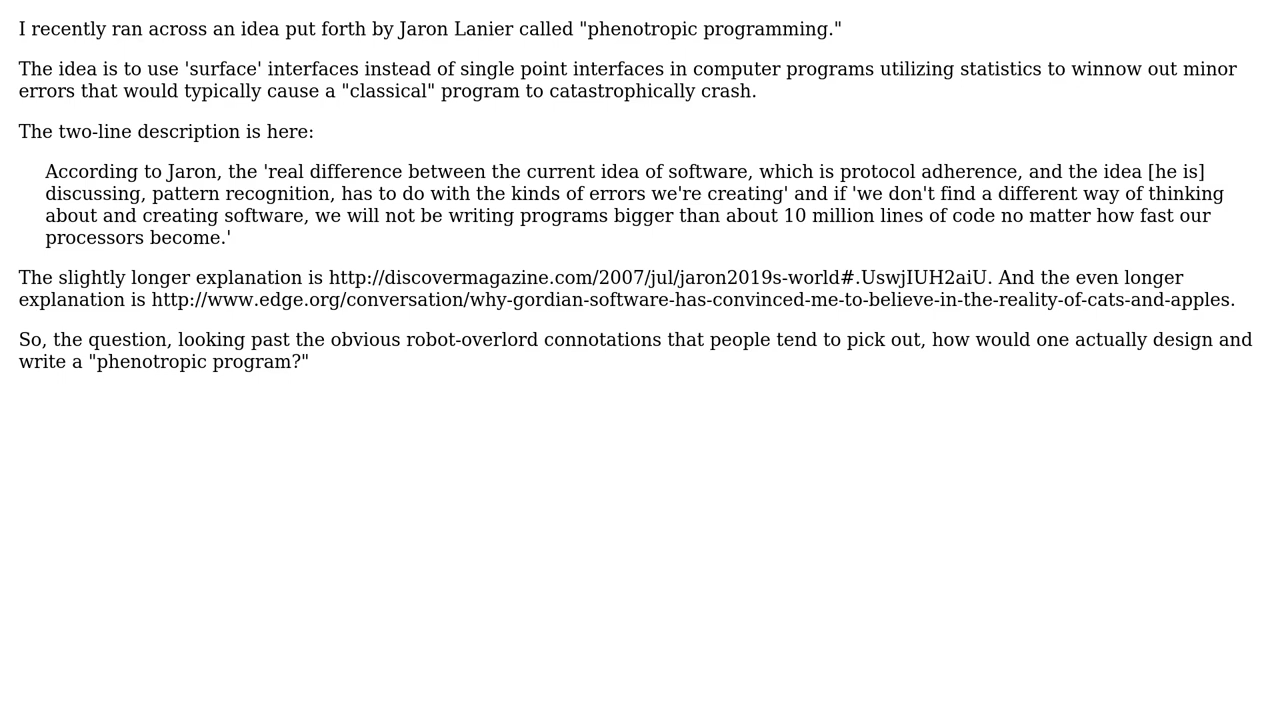 I recently ran across an idea put forth by Jaron Lanier called "phenotropic programming."
The idea is to use 'surface' interfaces instead of single point interfaces in computer programs utilizing statistics to winnow out minor
errors that would typically cause a "classical" program to catastrophically crash.
The two-line description is here:
According to Jaron, the 'real difference between the current idea of software, which is protocol adherence, and the idea [he is]
discussing, pattern recognition, has to do with the kinds of errors we're creating' and if 'we don't find a different way of thinking
about and creating software, we will not be writing programs bigger than about 10 million lines of code no matter how fast our
processors become.'
The slightly longer explanation is http://discovermagazine.com/2007/jul/jaron2019s-world#.UswjIUH2aiU. And the even longer
explanation is http://www.edge.org/conversation/why-gordian-software-has-convinced-me-to-believe-in-the-reality-of-cats-and-apples.
So, the question, looking past the obvious robot-overlord connotations that people tend to pick out, how would one actually design and
write a "phenotropic program?"